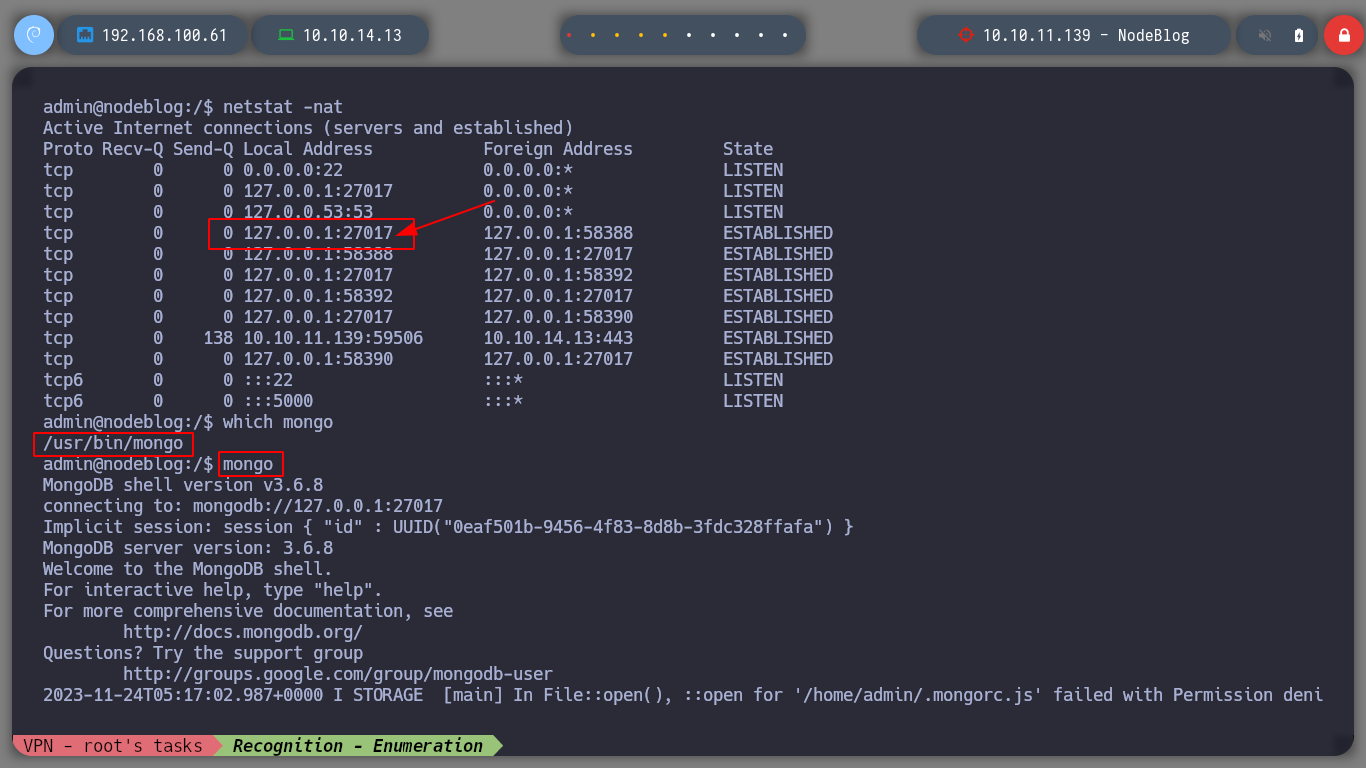 192.168.100.61 10.10.14.13 10.10.11.139 - NodeBlog
admin@nodeblog:/$ netstat -nat
Active Internet connections (servers and established)
Proto Recv-Q Send-Q Local Address           Foreign Address         State
tcp        0      0 0.0.0.0:22              0.0.0.0:*               LISTEN
tcp        0      0 127.0.0.1:27017         0.0.0.0:*               LISTEN
tcp        0      0 127.0.0.53:53           0.0.0.0:*               LISTEN
tcp        0      0 127.0.0.1:27017         127.0.0.1:58388         ESTABLISHED
tcp        0      0 127.0.0.1:58388         127.0.0.1:27017         ESTABLISHED
tcp        0      0 127.0.0.1:27017         127.0.0.1:58392         ESTABLISHED
tcp        0      0 127.0.0.1:58392         127.0.0.1:27017         ESTABLISHED
tcp        0      0 127.0.0.1:27017         127.0.0.1:58390         ESTABLISHED
tcp        0    138 10.10.11.139:59506      10.10.14.13:443         ESTABLISHED
tcp        0      0 127.0.0.1:58390         127.0.0.1:27017         ESTABLISHED
tcp6       0      0 :::22                   :::*                    LISTEN
tcp6       0      0 :::5000                 :::*                    LISTEN
admin@nodeblog:/$ which mongo
/usr/bin/mongo
admin@nodeblog:/$ mongo
MongoDB shell version v3.6.8
connecting to: mongodb://127.0.0.1:27017
Implicit session: session { "id" : UUID("0eaf501b-9456-4f83-8d8b-3fdc328ffafa") }
MongoDB server version: 3.6.8
Welcome to the MongoDB shell.
For interactive help, type "help".
For more comprehensive documentation, see
        http://docs.mongodb.org/
Questions? Try the support group
        http://groups.google.com/group/mongodb-user
2023-11-24T05:17:02.987+0000 I STORAGE  [main] In File::open(), ::open for '/home/admin/.mongorc.js' failed with Permission deni
VPN - root's tasks Recognition - Enumeration